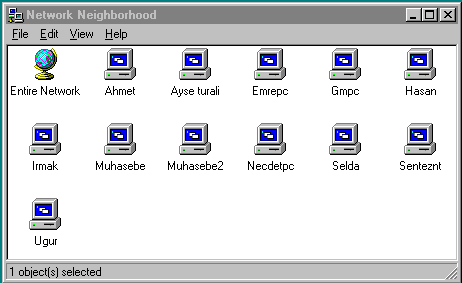 Network Neighborhood
File Edit View Help
Entire Network Ahmet Ayse turali Emrepc Gmpc Hasan
Irmak Muhasebe Muhasebe2 Necdetpc Selda Senteznt
Ugur
1 object(s) selected